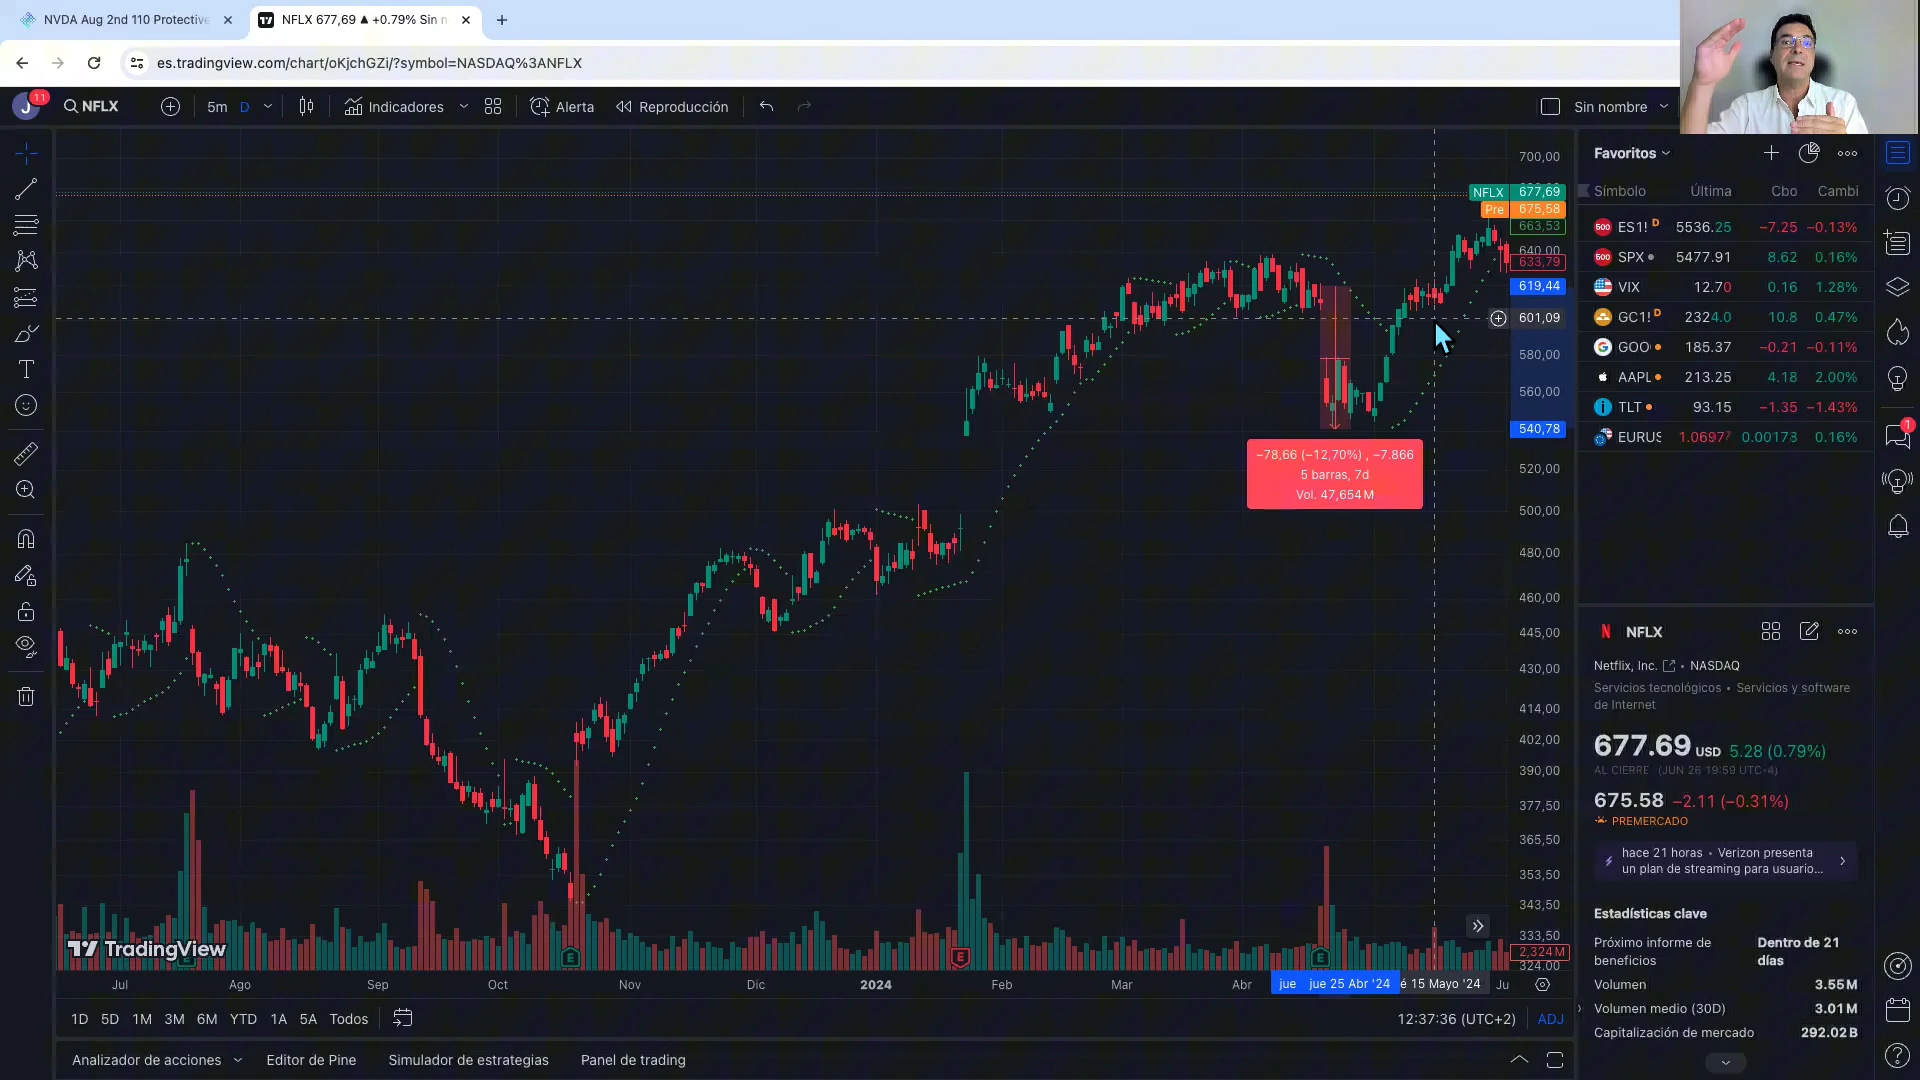 NVDA Aug 2nd 110 Protective
NFLX 677,69 ▲ +0.79% Sin n
es.tradingview.com/chart/oKjchGZi/?symbol=NASDAQ%3ANFLX
J
11
NFLX
5m
D
Indicadores
Alerta
Reproducción
Sin nombre
700,00
NFLX 677,69
Pre 675,58
663,53
640,00
633,79
619,44
601,09
580,00
560,00
540,78
520,00
500,00
480,00
460,00
445,00
430,00
414,00
402,00
390,00
377,50
365,50
353,50
343,50
333,50
2,324M
324.00
−78,66 (−12,70%) , −7.866
5 barras, 7d
Vol. 47,654M
TradingView
E
E
E
E
Jul
Ago
Sep
Oct
Nov
Dic
2024
Feb
Mar
Abr
jue
jue 25 Abr '24
é 15 Mayo '24
Ju
1D
5D
1M
3M
6M
YTD
1A
5A
Todos
12:37:36 (UTC+2)
ADJ
Analizador de acciones
Editor de Pine
Simulador de estrategias
Panel de trading
Favoritos
Símbolo Última Cbo Cambi
500 ES1! D 5536.25 −7.25 −0.13%
500 SPX 5477.91 8.62 0.16%
VIX 12.70 0.16 1.28%
GC1! D 2324.0 10.8 0.47%
G GOO 185.37 −0.21 −0.11%
AAPL 213.25 4.18 2.00%
TLT 93.15 −1.35 −1.43%
EURUS 1.06977 0.00173 0.16%
1
N NFLX
Netflix, Inc. • NASDAQ
Servicios tecnológicos • Servicios y software
de Internet
677.69 USD 5.28 (0.79%)
AL CIERRE (JUN 26 19:59 UTC-4)
675.58 −2.11 (−0.31%)
PREMERCADO
hace 21 horas • Verizon presenta
un plan de streaming para usuario...
Estadísticas clave
Próximo informe de
beneficios
Dentro de 21
días
Volumen 3.55M
Volumen medio (30D) 3.01M
Capitalización de mercado 292.02B